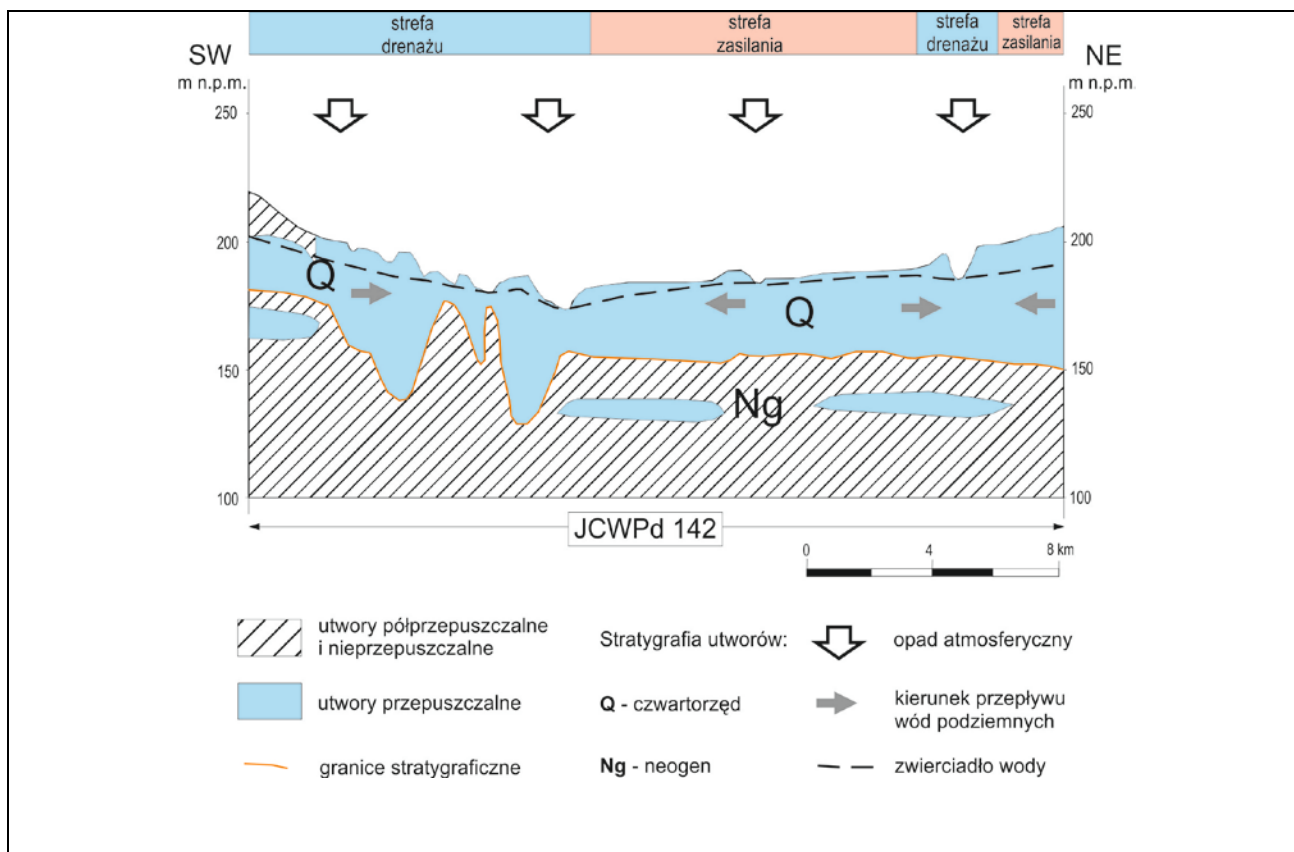 strefa
drenażu
strefa
zasilania
strefa
drenażu
strefa
zasilania
SW
NE
m n.p.m.
m n.p.m.
250
250
200
200
Q
Q
150
150
Ng
100
100
JCWPd 142
0 4 8 km
utwory półprzepuszczalne
i nieprzepuszczalne
Stratygrafia utworów:
opad atmosferyczny
utwory przepuszczalne
Q - czwartorzęd
kierunek przepływu
wód podziemnych
granice stratygraficzne
Ng - neogen
zwierciadło wody